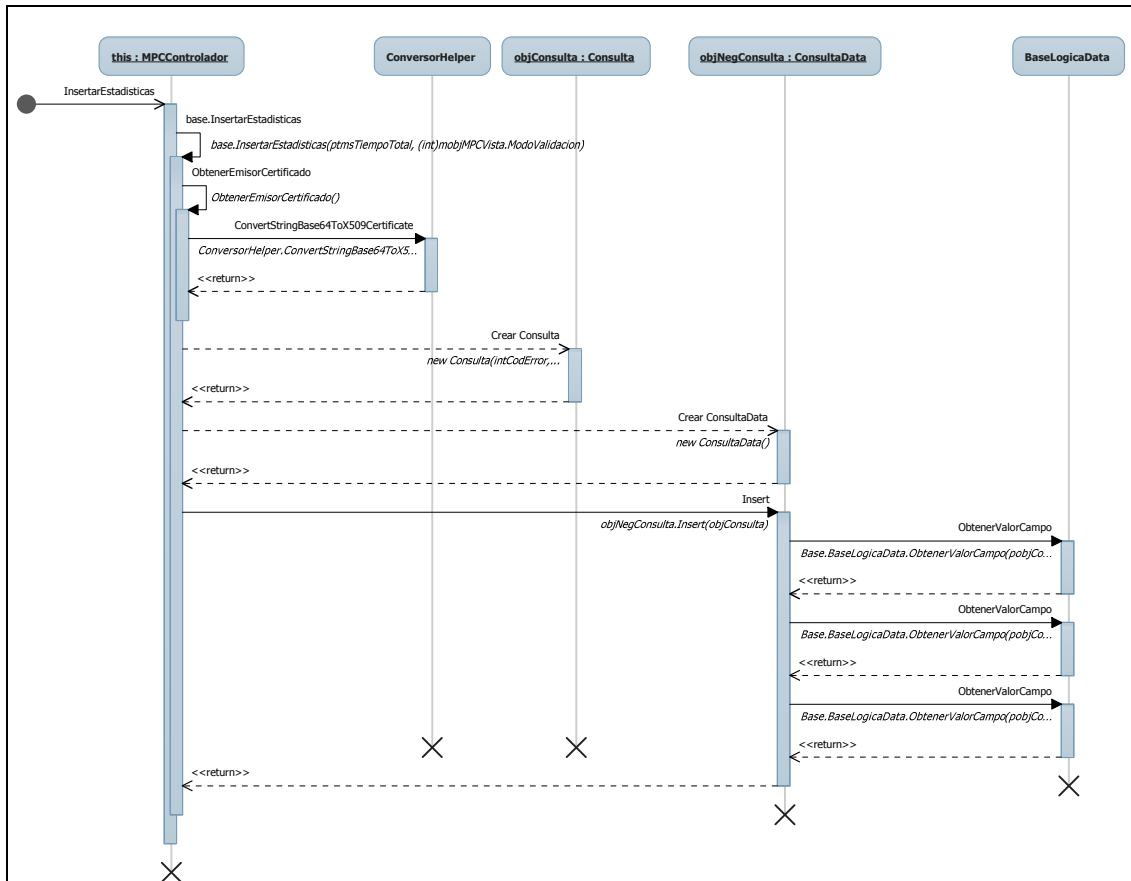 this : MPCControlador
ConversorHelper
objConsulta : Consulta
objNegConsulta : ConsultaData
BaseLogicaData
InsertarEstadisticas
base.InsertarEstadisticas
base.InsertarEstadisticas(ptmsTiempoTotal, (int)mobjMPCVista.ModoValidacion)
ObtenerEmisorCertificado
ObtenerEmisorCertificado()
ConvertStringBase64ToX509Certificate
ConversorHelper.ConvertStringBase64ToX5...
<<return>>
Crear Consulta
new Consulta(intCodError,...
<<return>>
Crear ConsultaData
new ConsultaData()
<<return>>
Insert
objNegConsulta.Insert(objConsulta)
ObtenerValorCampo
Base.BaseLogicaData.ObtenerValorCampo(pobjCo...
<<return>>
ObtenerValorCampo
Base.BaseLogicaData.ObtenerValorCampo(pobjCo...
<<return>>
ObtenerValorCampo
Base.BaseLogicaData.ObtenerValorCampo(pobjCo...
<<return>>
<<return>>